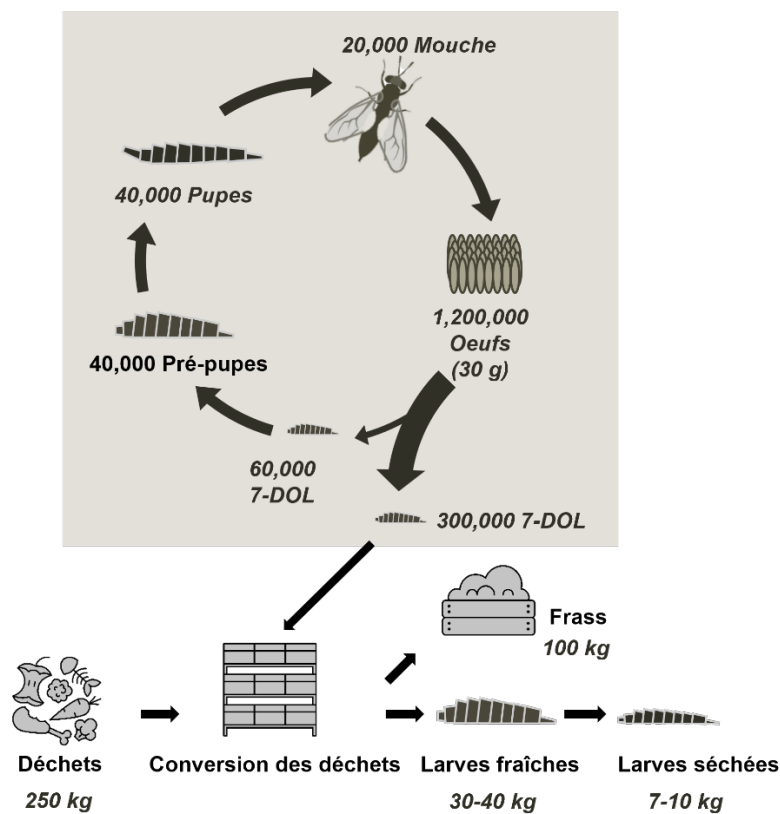 20,000 Mouche
40,000 Pupes
1,200,000
Oeufs
(30 g)
40,000 Pré-pupes
60,000
7-DOL
300,000 7-DOL
Frass
100 kg
Déchets
250 kg
Conversion des déchets
Larves fraîches
30-40 kg
Larves séchées
7-10 kg